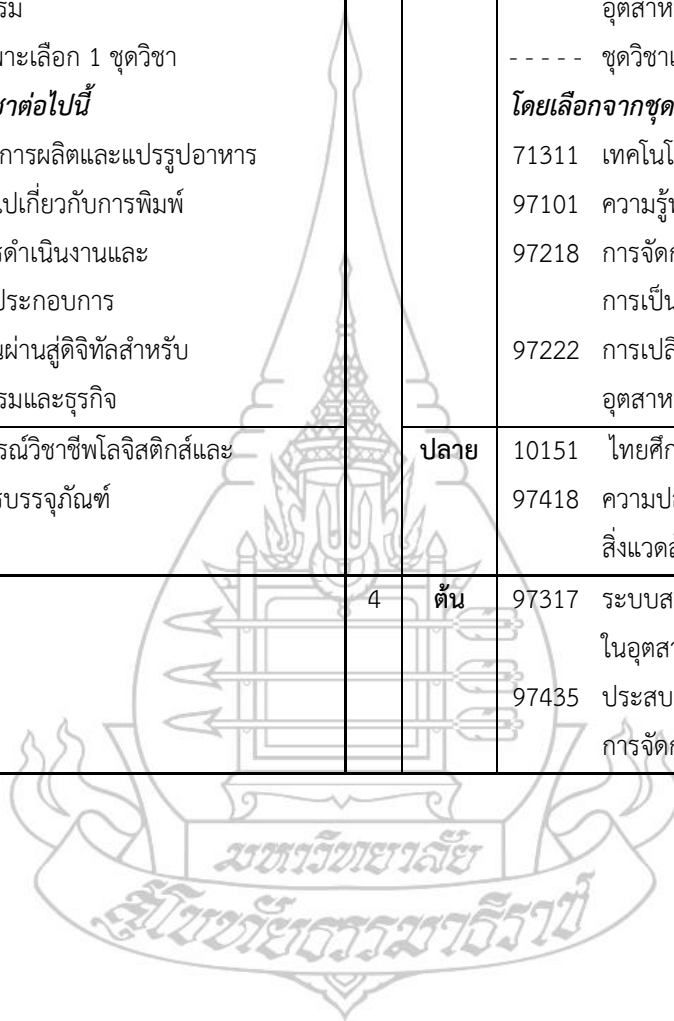 รม
พาะเลือก 1 ชุดวิชา
ชาต่อไปนี้
การผลิตและแปรรูปอาหาร
ไปเกี่ยวกับการพิมพ์
รดำเนินงานและ
ประกอบการ
นผ่านสู่ดิจิทัลสำหรับ
รมและธุรกิจ
รณ์วิชาชีพโลจิสติกส์และ
รบรรจุภัณฑ์
อุตสาห
- - - - - ชุดวิชาเ
โดยเลือกจากชุด
71311 เทคโนโ
97101 ความรู้ท
97218 การจัดก
การเป็น
97222 การเปลี
อุตสาห
ปลาย 10151 ไทยศึก
97418 ความปล
สิ่งแวดล้
4 ต้น 97317 ระบบส
ในอุตสา
97435 ประสบ
การจัดก
มหาวิทยาลัย
สุโขทัยธรรมาธิราช